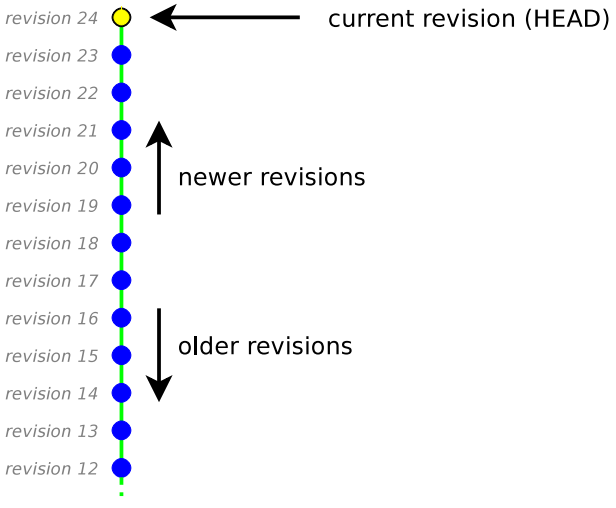 revision 24
current revision (HEAD)
revision 23
revision 22
revision 21
revision 20
newer revisions
revision 19
revision 18
revision 17
revision 16
older revisions
revision 15
revision 14
revision 13
revision 12